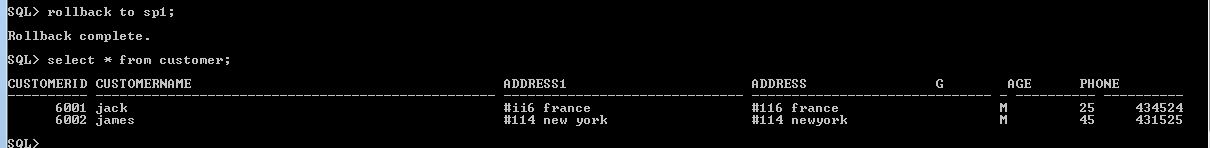 SQL> rollback to sp1;
Rollback complete.
SQL> select * from customer;
CUSTOMERID CUSTOMERNAME ADDRESS1 ADDRESS G AGE PHONE
---------- -------------------------------------------------- ------------------------------ ------------------------------ - ---------- ----------
6001 jack #ii6 france #116 france M 25 434524
6002 james #114 new york #114 newyork M 45 431525
SQL>